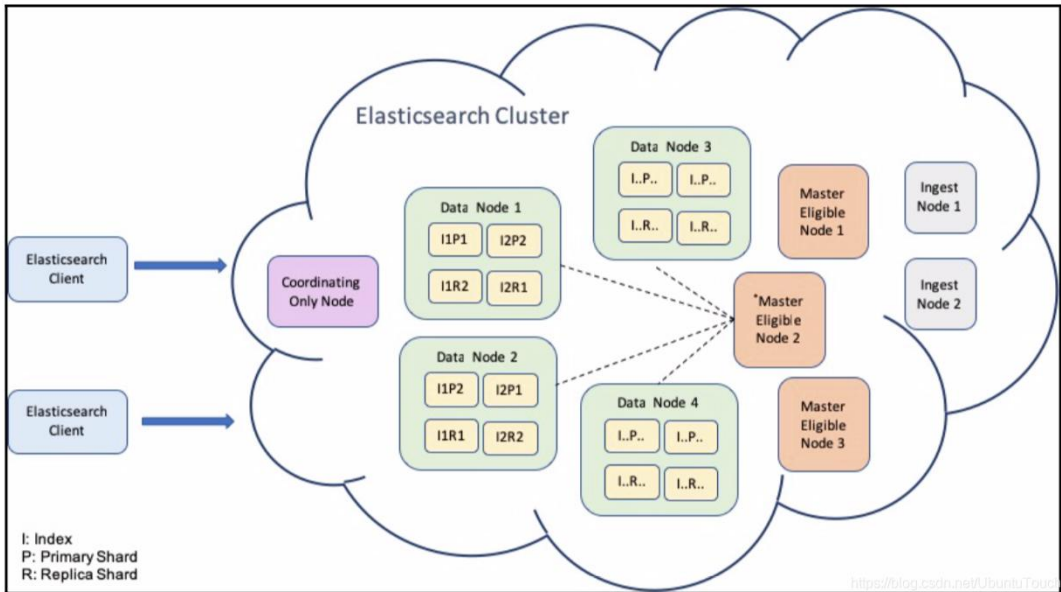 Elasticsearch Cluster
Elasticsearch
Client
Elasticsearch
Client
Coordinating
Only Node
Data Node 1
I1P1 I2P2
I1R2 I2R1
Data Node 2
I1P2 I2P1
I1R1 I2R2
Data Node 3
I..P.. I..P..
I..R.. I..R..
Data Node 4
I..P.. I..P..
I..R.. I..R..
Master
Eligible
Node 1
*Master
Eligible
Node 2
Master
Eligible
Node 3
Ingest
Node 1
Ingest
Node 2
I: Index
P: Primary Shard
R: Replica Shard
https://blog.csdn.net/UbuntuTouch